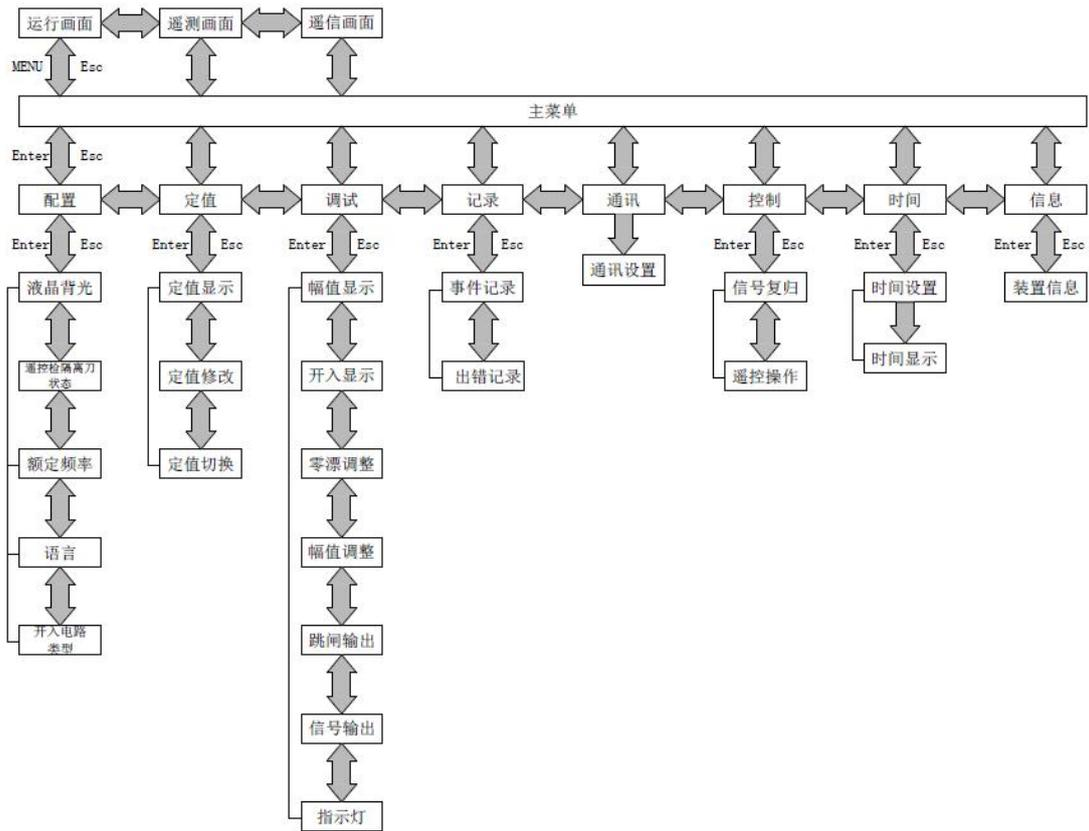 运行画面
遥测画面
遥信画面
MENU
Esc
主菜单
Enter
Esc
配置
定值
调试
记录
通讯
控制
时间
信息
Enter
Esc
Enter
Esc
Enter
Esc
Enter
Esc
Enter
Esc
Enter
Esc
Enter
Esc
液晶背光
定值显示
幅值显示
事件记录
通讯设置
信号复归
时间设置
装置信息
遥控检隔离刀
状态
定值修改
开入显示
出错记录
遥控操作
时间显示
额定频率
定值切换
零漂调整
语言
幅值调整
开入电路
类型
跳闸输出
信号输出
指示灯